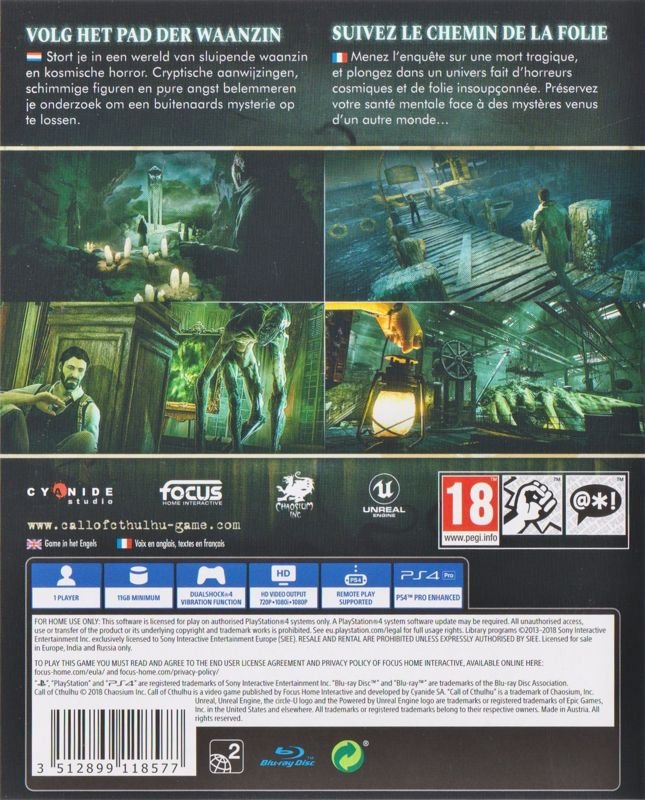 VOLG HET PAD DER WAANZIN
Stort je in een wereld van sluipende waanzin
en kosmische horror. Cryptische aanwijzingen,
schimmige figuren en pure angst belemmeren
je onderzoek om een buitenaards mysterie op
te lossen.
SUIVEZ LE CHEMIN DE LA FOLIE
Menez l'enquête sur une mort tragique,
et plongez dans un univers fait d'horreurs
cosmiques et de folie insoupçonnée. Préservez
votre santé mentale face à des mystères venus
d'un autre monde...
CYANIDE
studio
FOCUS
HOME INTERACTIVE
CHAOSIUM
INC
UNREAL
ENGINE
18
www.pegi.info
@*!
TM
TM
www.callofcthulhu-game.com
Game in het Engels
Voix en anglais, textes en français
1 PLAYER
11GB MINIMUM
DUALSHOCK®4
VIBRATION FUNCTION
HD
HD VIDEO OUTPUT
720P•1080i•1080P
PS4
REMOTE PLAY
SUPPORTED
PS4 Pro
PS4™ PRO ENHANCED
FOR HOME USE ONLY: This software is licensed for play on authorised PlayStation®4 systems only. A PlayStation®4 system software update may be required. All unauthorised access,
use or transfer of the product or its underlying copyright and trademark works is prohibited. See eu.playstation.com/legal for full usage rights. Library programs ©2013-2018 Sony Interactive
Entertainment Inc. exclusively licensed to Sony Interactive Entertainment Europe (SIEE). RESALE AND RENTAL ARE PROHIBITED UNLESS EXPRESSLY AUTHORISED BY SIEE. Licensed for sale
in Europe, India and Russia only.
TO PLAY THIS GAME YOU MUST READ AND AGREE TO THE END USER LICENSE AGREEMENT AND PRIVACY POLICY OF FOCUS HOME INTERACTIVE, AVAILABLE ONLINE HERE:
focus-home.com/eula/ and focus-home.com/privacy-policy/
"PlayStation" and "PS4" are registered trademarks of Sony Interactive Entertainment Inc. "Blu-ray Disc™" and "Blu-ray™" are trademarks of the Blu-ray Disc Association.
Call of Cthulhu © 2018 Chaosium Inc. Call of Cthulhu is a video game published by Focus Home Interactive and developed by Cyanide SA. "Call of Cthulhu" is a trademark of Chaosium, Inc.
Unreal, Unreal Engine, the circle-U logo and the Powered by Unreal Engine logo are trademarks or registered trademarks of Epic Games,
Inc. in the United States and elsewhere. All trademarks or registered trademarks belong to their respective owners. Made in Austria. All
rights reserved.
3 512899 118577
2
Blu-ray Disc
®